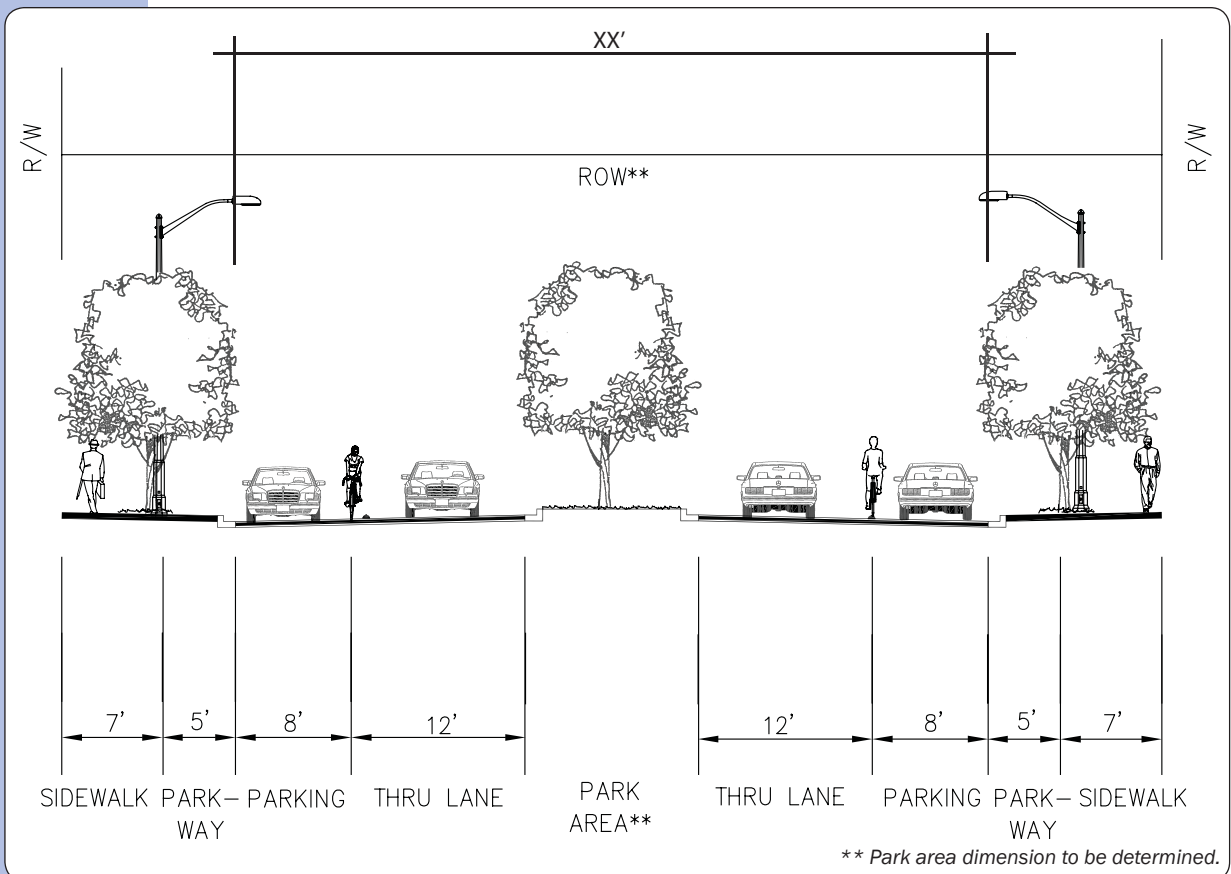 XX’
R/W
R/W
ROW**
7’ 5’ 8’ 12’ 12’ 8’ 5’ 7’
SIDEWALK PARK- PARKING THRU LANE PARK THRU LANE PARKING PARK- SIDEWALK
WAY AREA** WAY
** Park area dimension to be determined.